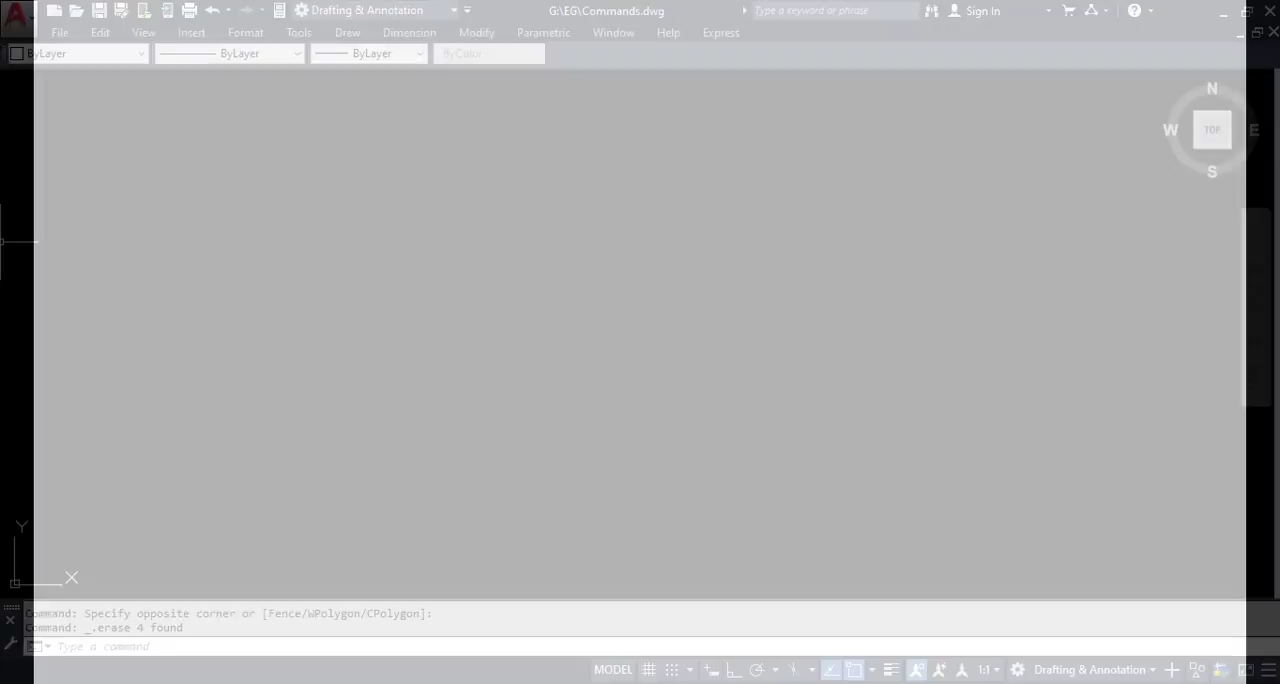 Drafting & Annotation
G:\EG\Commands.dwg
Type a keyword or phrase
Sign In
File Edit View Insert Format Tools Draw Dimension Modify Parametric Window Help Express
ByLayer ByLayer ByLayer ByColor
N
W TOP E
S
Y
X
Command: Specify opposite corner or [Fence/WPolygon/CPolygon]:
Command: _.erase 4 found
Type a command
MODEL 1:1 Drafting & Annotation